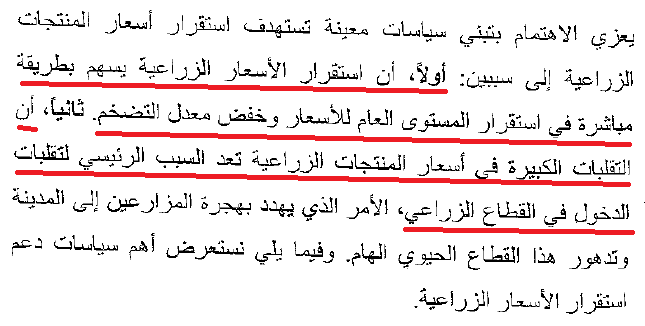 يعزي الاهتمام بتبني سياسات معينة تستهدف استقرار أسعار المنتجات
الزراعية إلى سببين: أولاً، أن استقرار الأسعار الزراعية يسهم بطريقة
مباشرة في استقرار المستوى العام للأسعار وخفض معدل التضخم. ثانياً، أن
التقلبات الكبيرة في أسعار المنتجات الزراعية تعد السبب الرئيسي لتقلبات
الدخول في القطاع الزراعي، الأمر الذي يهدد بهجرة المزارعين إلى المدينة
وتدهور هذا القطاع الحيوي الهام. وفيما يلي نستعرض أهم سياسات دعم
استقرار الأسعار الزراعية.